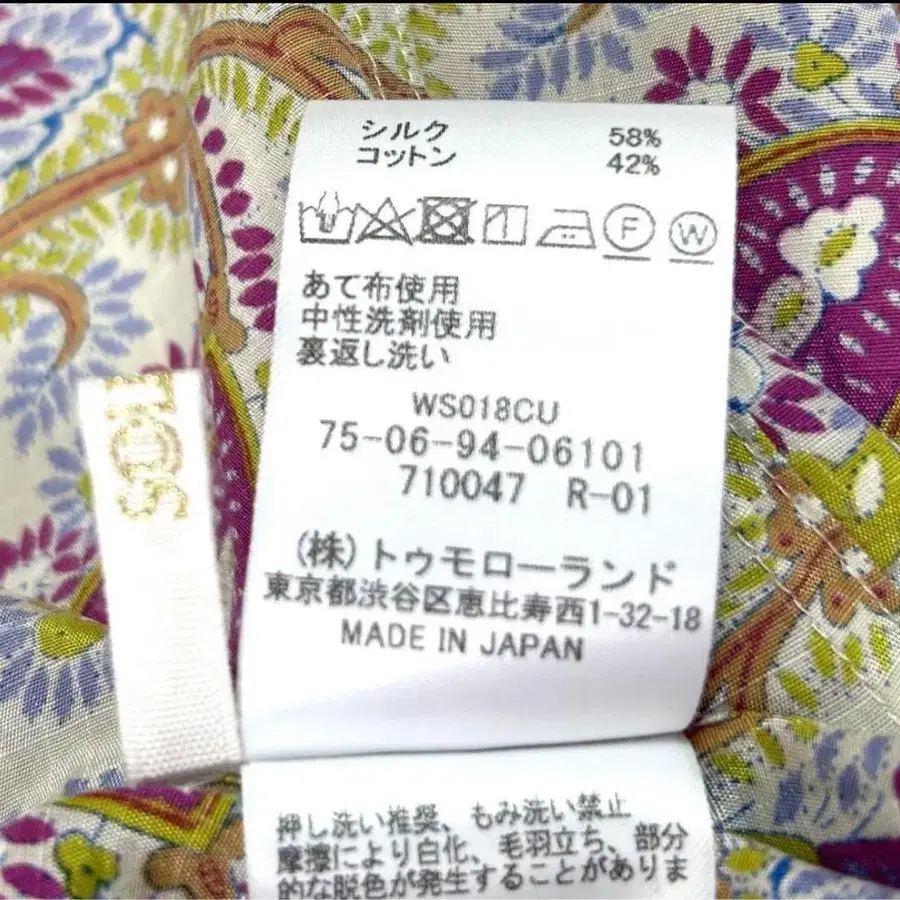 シルク 58%
コットン 42%
F W
あて布使用
中性洗剤使用
裏返し洗い
WS018CU
75-06-94-06101
710047 R-01
(株)トゥモローランド
東京都渋谷区恵比寿西1-32-18
MADE IN JAPAN
押し洗い推奨、もみ洗い禁止
摩擦により白化、毛羽立ち、部分
的な脱色が発生することがありま